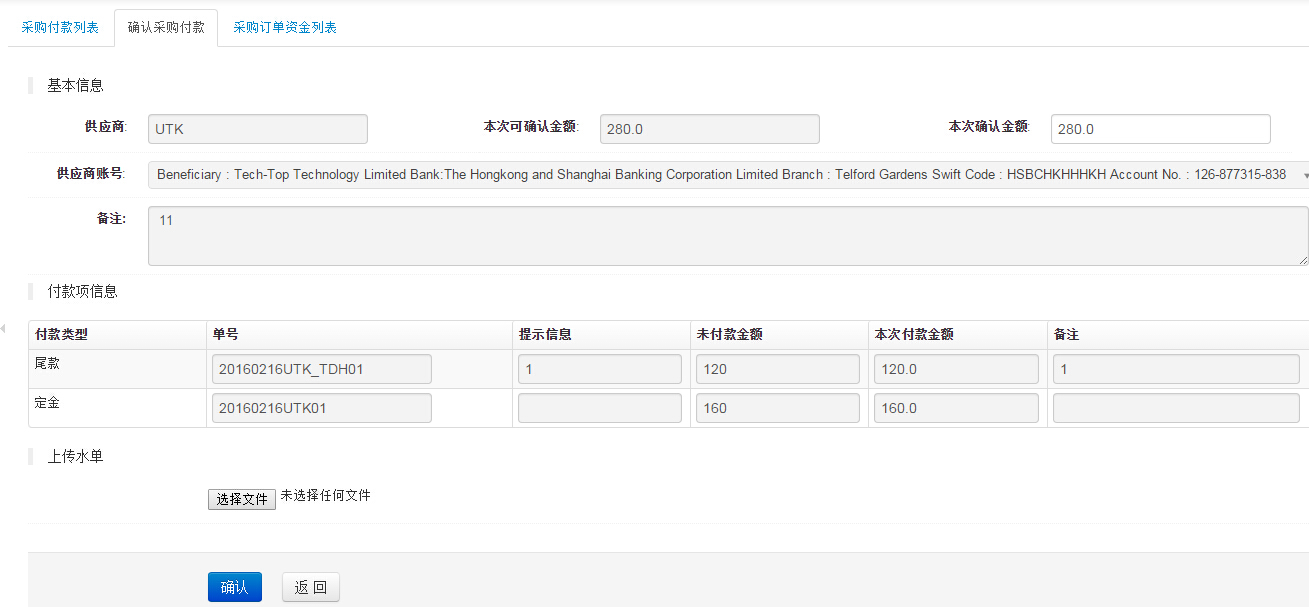 采购付款列表 确认采购付款 采购订单资金列表
基本信息
供应商: UTK 本次可确认金额: 280.0 本次确认金额: 280.0
供应商账号: Beneficiary : Tech-Top Technology Limited Bank:The Hongkong and Shanghai Banking Corporation Limited Branch : Telford Gardens Swift Code : HSBCHKHHHKH Account No. : 126-877315-838
备注: 11
付款项信息
付款类型 单号 提示信息 未付款金额 本次付款金额 备注
尾款 20160216UTK_TDH01 1 120 120.0 1
定金 20160216UTK01 160 160.0
上传水单
选择文件 未选择任何文件
确认 返 回